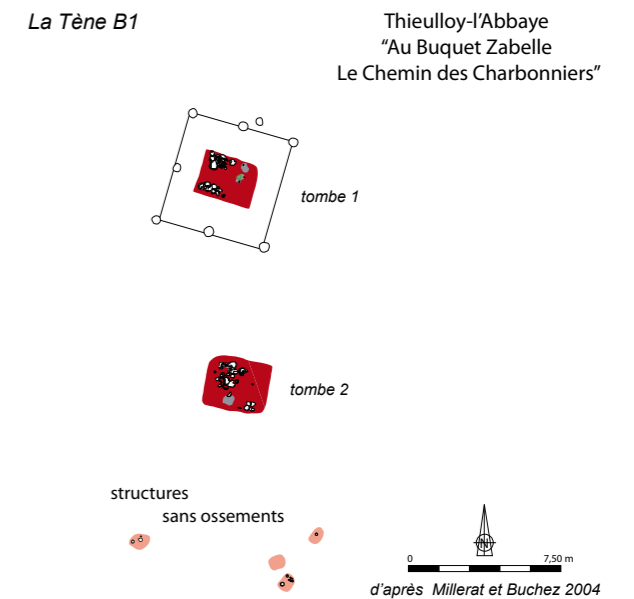 La Tène B1
Thieulloy-l'Abbaye
“Au Buquet Zabelle
Le Chemin des Charbonniers”
tombe 1
tombe 2
structures
sans ossements
N
0 7,50 m
d'après Millerat et Buchez 2004